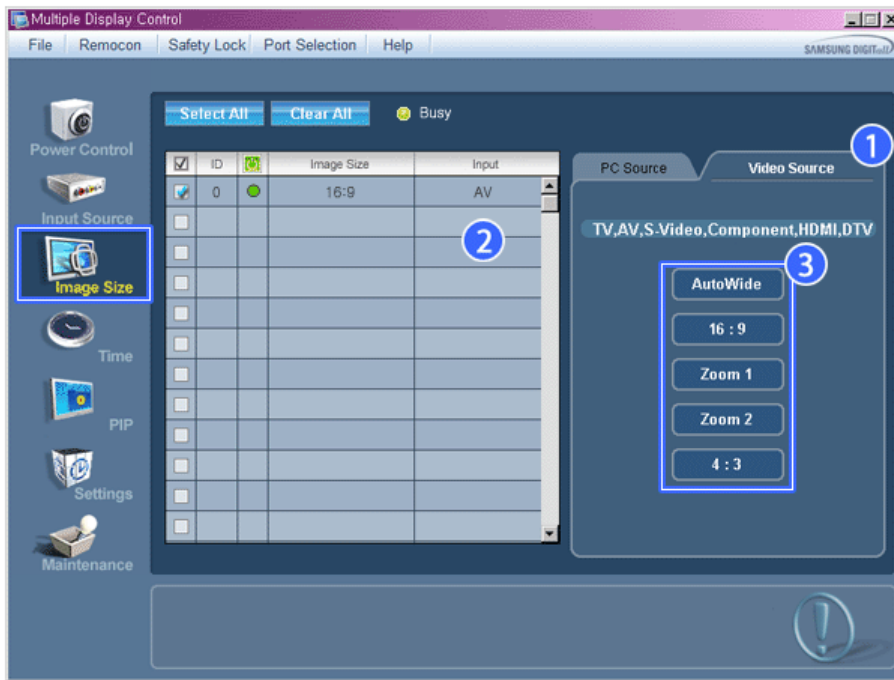 Multiple Display Control
File Remocon Safety Lock Port Selection Help
SAMSUNG DIGITall
Select All Clear All Busy
Power Control
Input Source
Image Size
Time
PIP
Settings
Maintenance
ID Image Size Input
0 16:9 AV
2
1
PC Source Video Source
TV,AV,S-Video,Component,HDMI,DTV
3
AutoWide
16 : 9
Zoom 1
Zoom 2
4 : 3